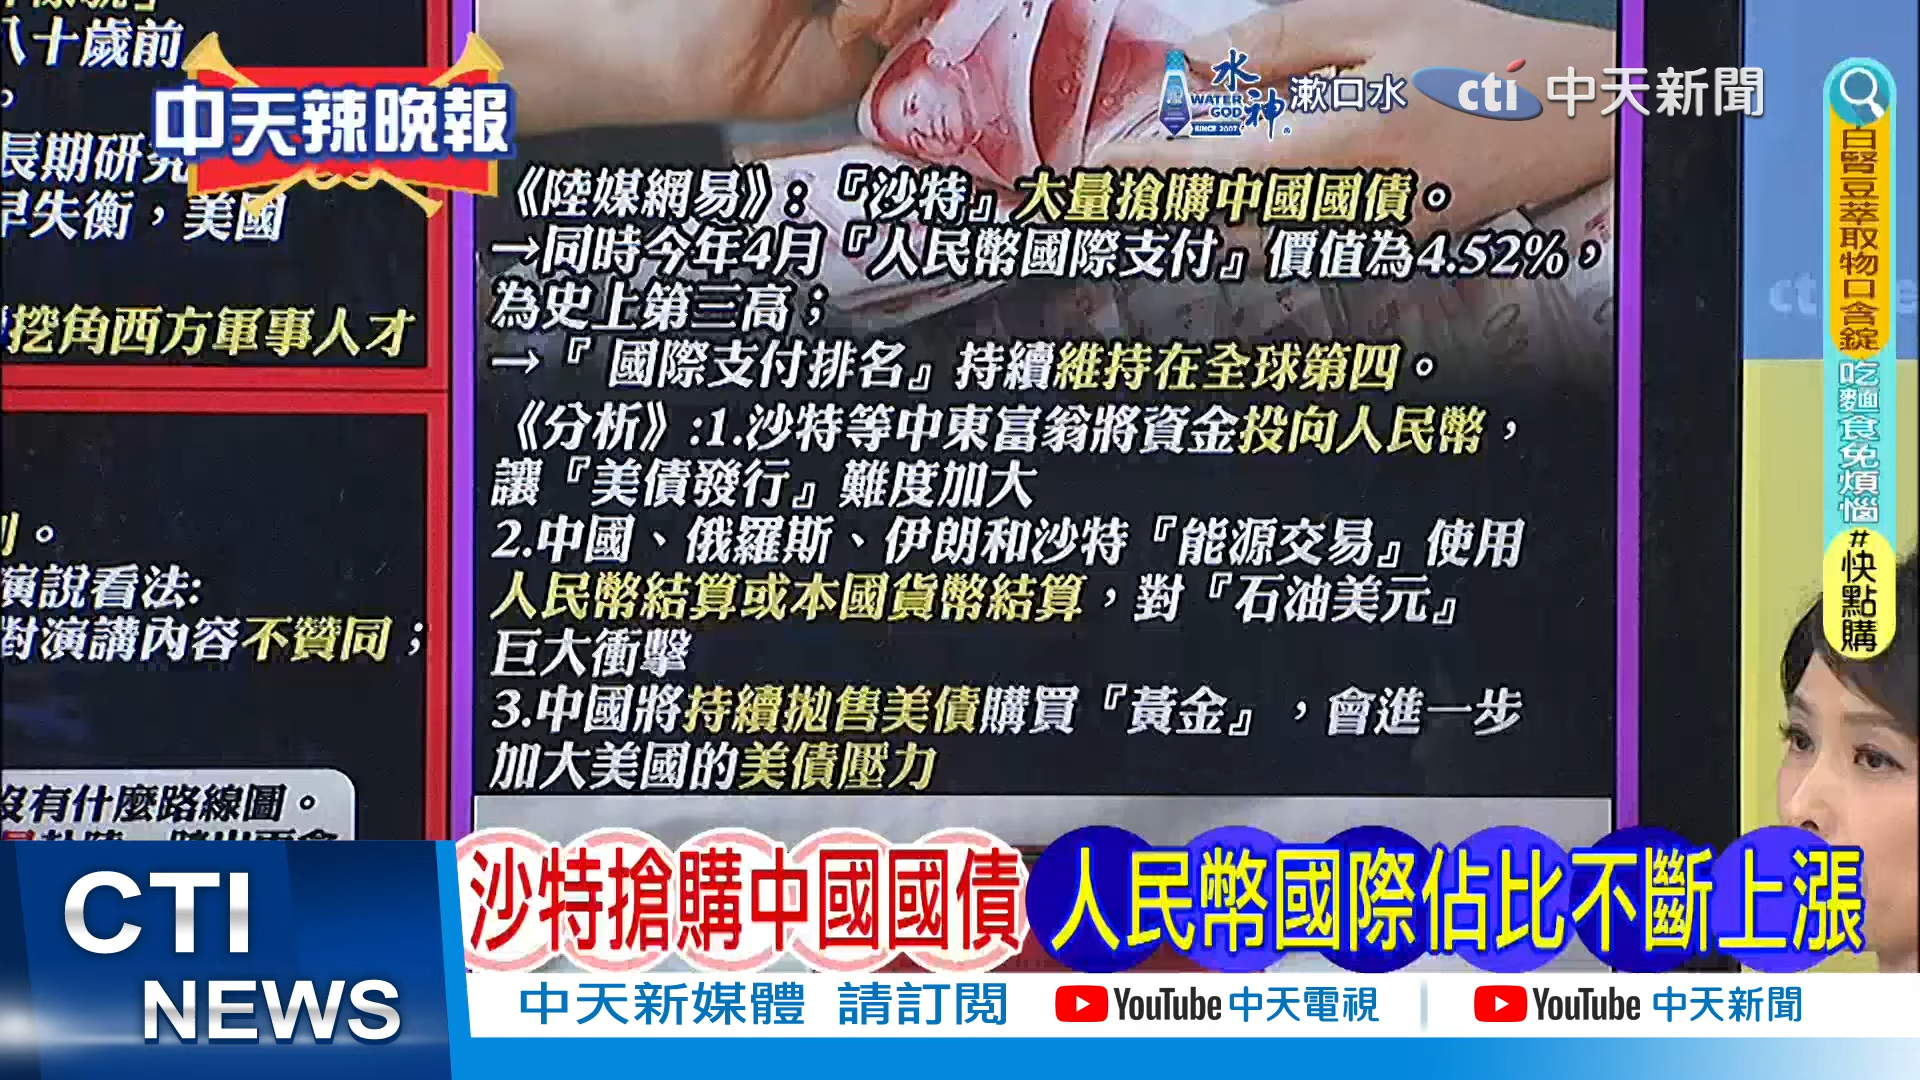 八十歲前
。
長期研究
早失衡，美國
挖角西方軍事人才
。
演說看法:
對演講內容不贊同；
沒有什麼路線圖。
中天辣晚報
水神
WATER GOD
SINCE 2007
漱口水
cti 中天新聞
《陸媒網易》:『沙特』大量搶購中國國債。
→同時今年4月『人民幣國際支付』價值為4.52%，
為史上第三高；
→『 國際支付排名』持續維持在全球第四。
《分析》:1.沙特等中東富翁將資金投向人民幣，
讓『美債發行』難度加大
2.中國、俄羅斯、伊朗和沙特『能源交易』使用
人民幣結算或本國貨幣結算，對『石油美元』
巨大衝擊
3.中國將持續拋售美債購買『黃金』，會進一步
加大美國的美債壓力
白腎豆萃取物口含錠
吃麵食免煩惱
#快點購
沙特搶購中國國債 人民幣國際佔比不斷上漲
CTI
NEWS
中天新媒體 請訂閱 YouTube 中天電視 YouTube 中天新聞